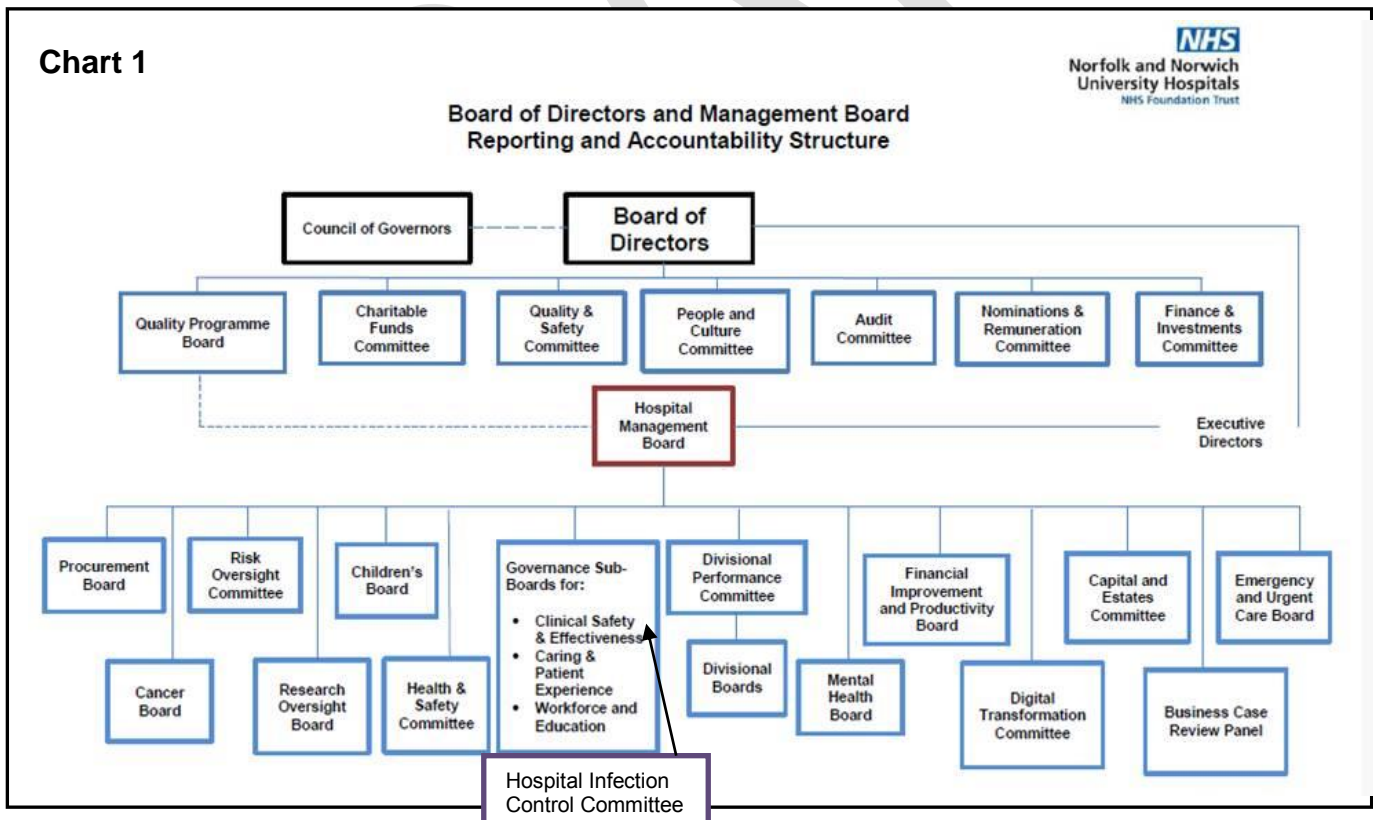 Chart 1
NHS
Norfolk and Norwich
University Hospitals
NHS Foundation Trust
Board of Directors and Management Board
Reporting and Accountability Structure
Council of Governors
Board of
Directors
Quality Programme
Board
Charitable
Funds
Committee
Quality &
Safety
Committee
People and
Culture
Committee
Audit
Committee
Nominations &
Remuneration
Committee
Finance &
Investments
Committee
Hospital
Management
Board
Executive
Directors
Procurement
Board
Risk
Oversight
Committee
Children's
Board
Governance Sub-
Boards for:
• Clinical Safety
& Effectiveness
• Caring &
Patient
Experience
• Workforce and
Education
Divisional
Performance
Committee
Financial
Improvement
and Productivity
Board
Capital and
Estates
Committee
Emergency
and Urgent
Care Board
Cancer
Board
Research
Oversight
Board
Health &
Safety
Committee
Divisional
Boards
Mental
Health
Board
Digital
Transformation
Committee
Business Case
Review Panel
Hospital Infection
Control Committee